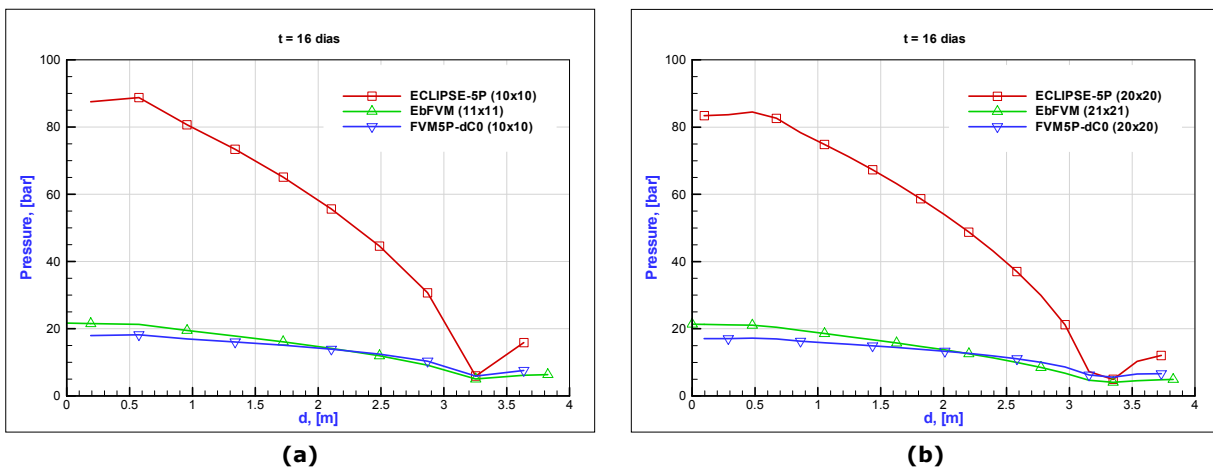 t = 16 dias
100
80
60
40
20
0
Pressure, [bar]
ECLIPSE-5P (10x10)
EbFVM (11x11)
FVM5P-dC0 (10x10)
0 0.5 1 1.5 2 2.5 3 3.5 4
d, [m]
(a)
t = 16 dias
100
80
60
40
20
0
Pressure, [bar]
ECLIPSE-5P (20x20)
EbFVM (21x21)
FVM5P-dC0 (20x20)
0 0.5 1 1.5 2 2.5 3 3.5 4
d, [m]
(b)